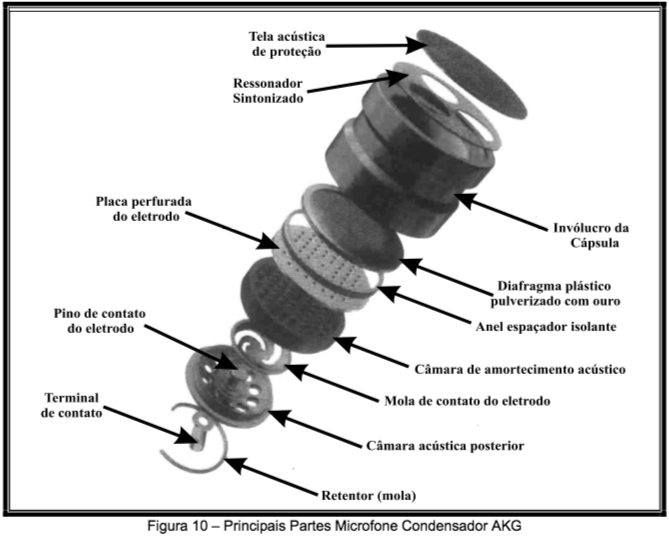 Tela acústica
de proteção
Ressonador
Sintonizado
Placa perfurada
do eletrodo
Invólucro da
Cápsula
Diafragma plástico
pulverizado com ouro
Anel espaçador isolante
Pino de contato
do eletrodo
Câmara de amortecimento acústico
Mola de contato do eletrodo
Terminal
de contato
Câmara acústica posterior
Retentor (mola)
Figura 10 – Principais Partes Microfone Condensador AKG